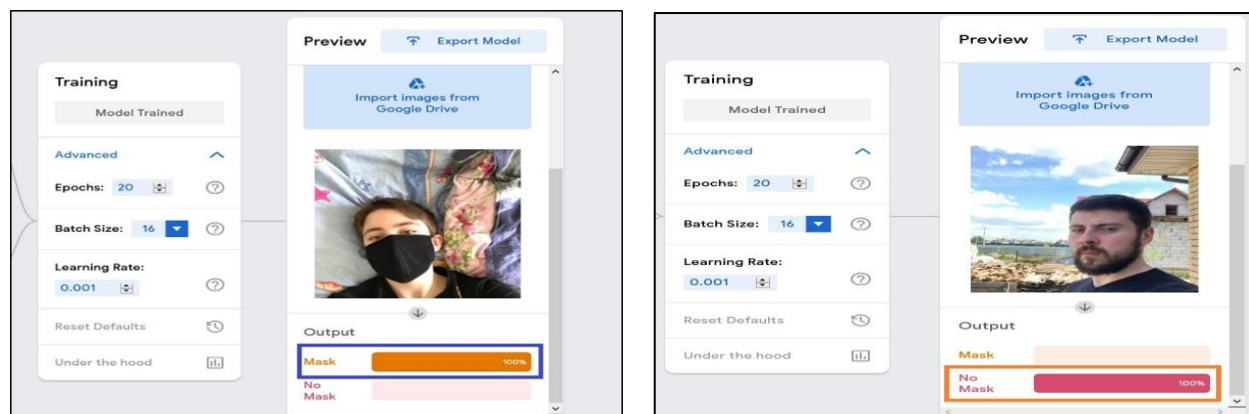 Training
Model Trained
Advanced
Epochs: 20
Batch Size: 16
Learning Rate:
0.001
Reset Defaults
Under the hood
Preview
Export Model
Import images from
Google Drive
Output
Mask 100%
No
Mask
Training
Model Trained
Advanced
Epochs: 20
Batch Size: 16
Learning Rate:
0.001
Reset Defaults
Under the hood
Preview
Export Model
Import images from
Google Drive
Output
Mask
No
Mask 100%